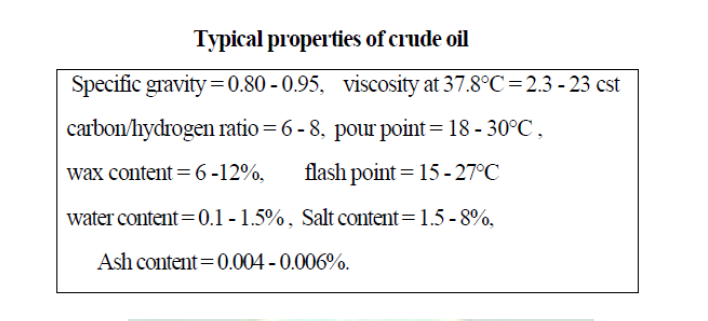 Typical properties of crude oil
Specific gravity = 0.80 - 0.95, viscosity at 37.8°C = 2.3 - 23 cst
carbon/hydrogen ratio = 6 - 8, pour point = 18 - 30°C ,
wax content = 6 -12%, flash point = 15 - 27°C
water content = 0.1 - 1.5% , Salt content = 1.5 - 8%,
Ash content = 0.004 - 0.006%.